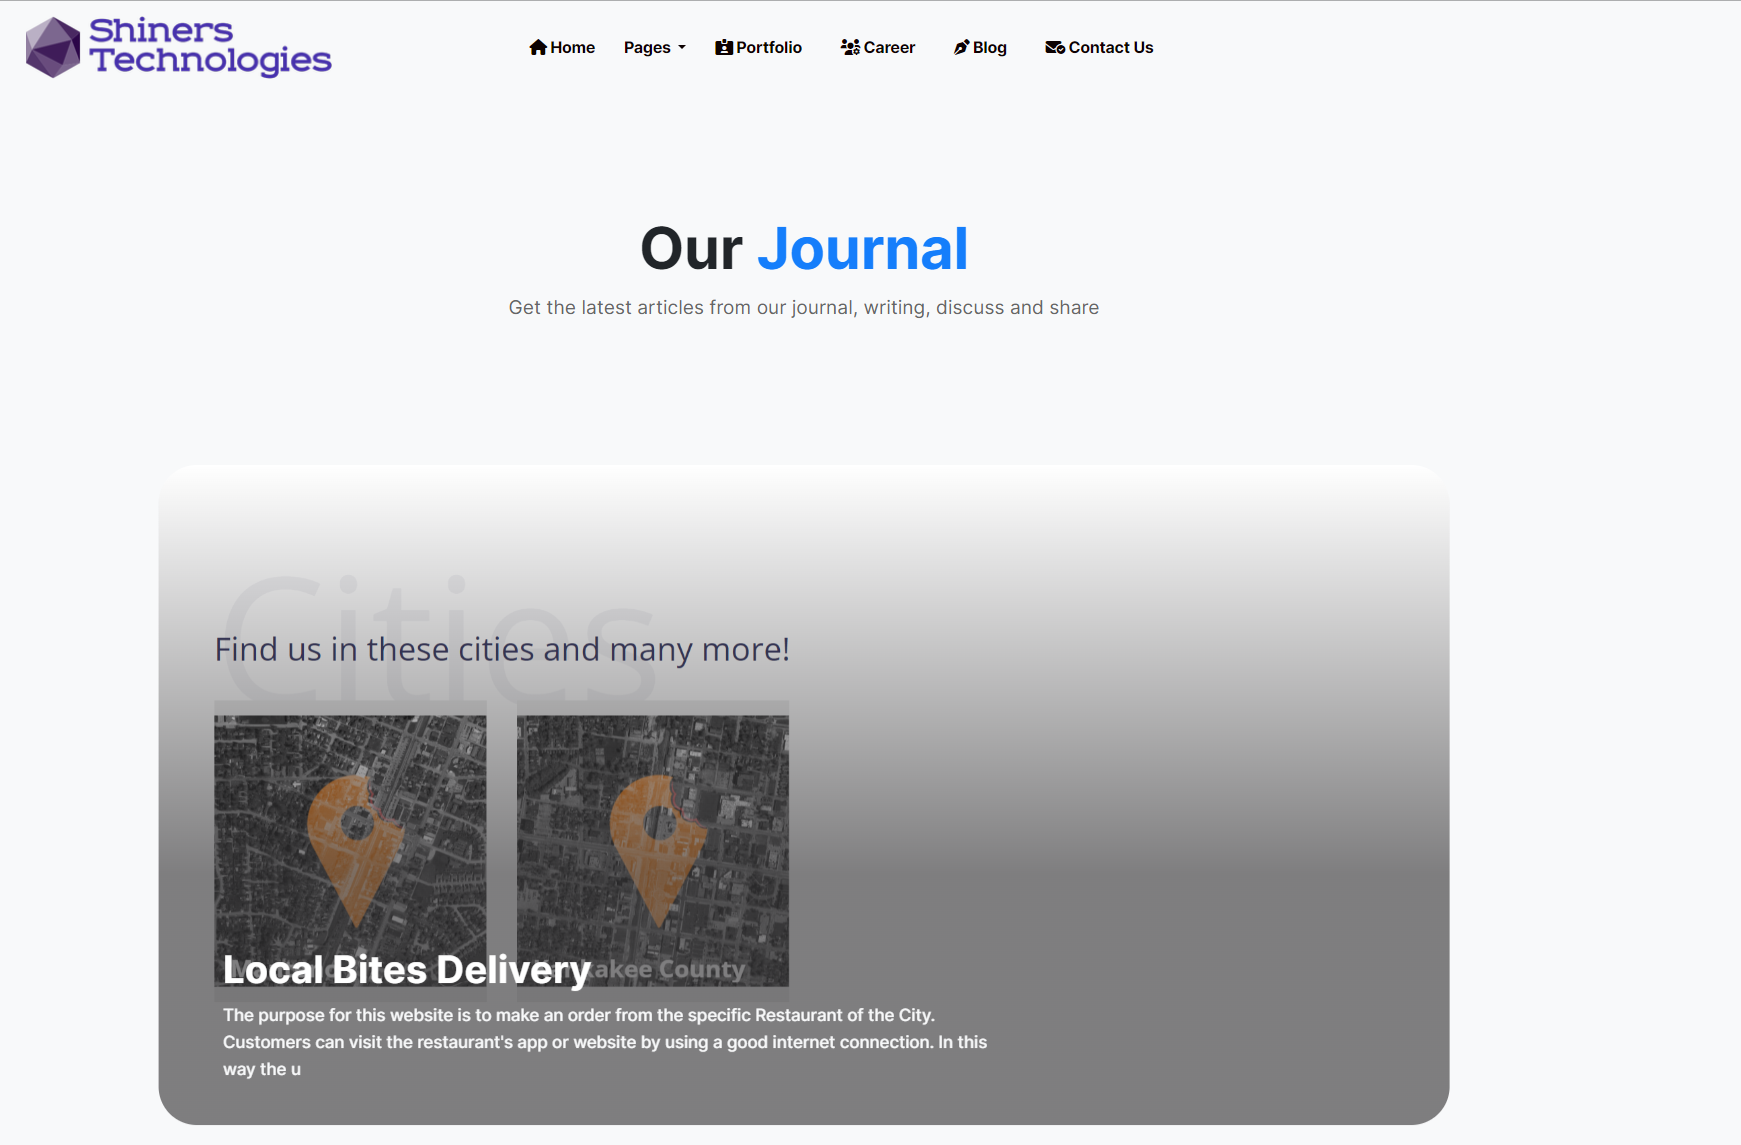 Shiners
Technologies
Home Pages Portfolio Career Blog Contact Us
Our Journal
Get the latest articles from our journal, writing, discuss and share
Cities
Find us in these cities and many more!
Local Bites Delivery
County
The purpose for this website is to make an order from the specific Restaurant of the City.
Customers can visit the restaurant's app or website by using a good internet connection. In this
way the u